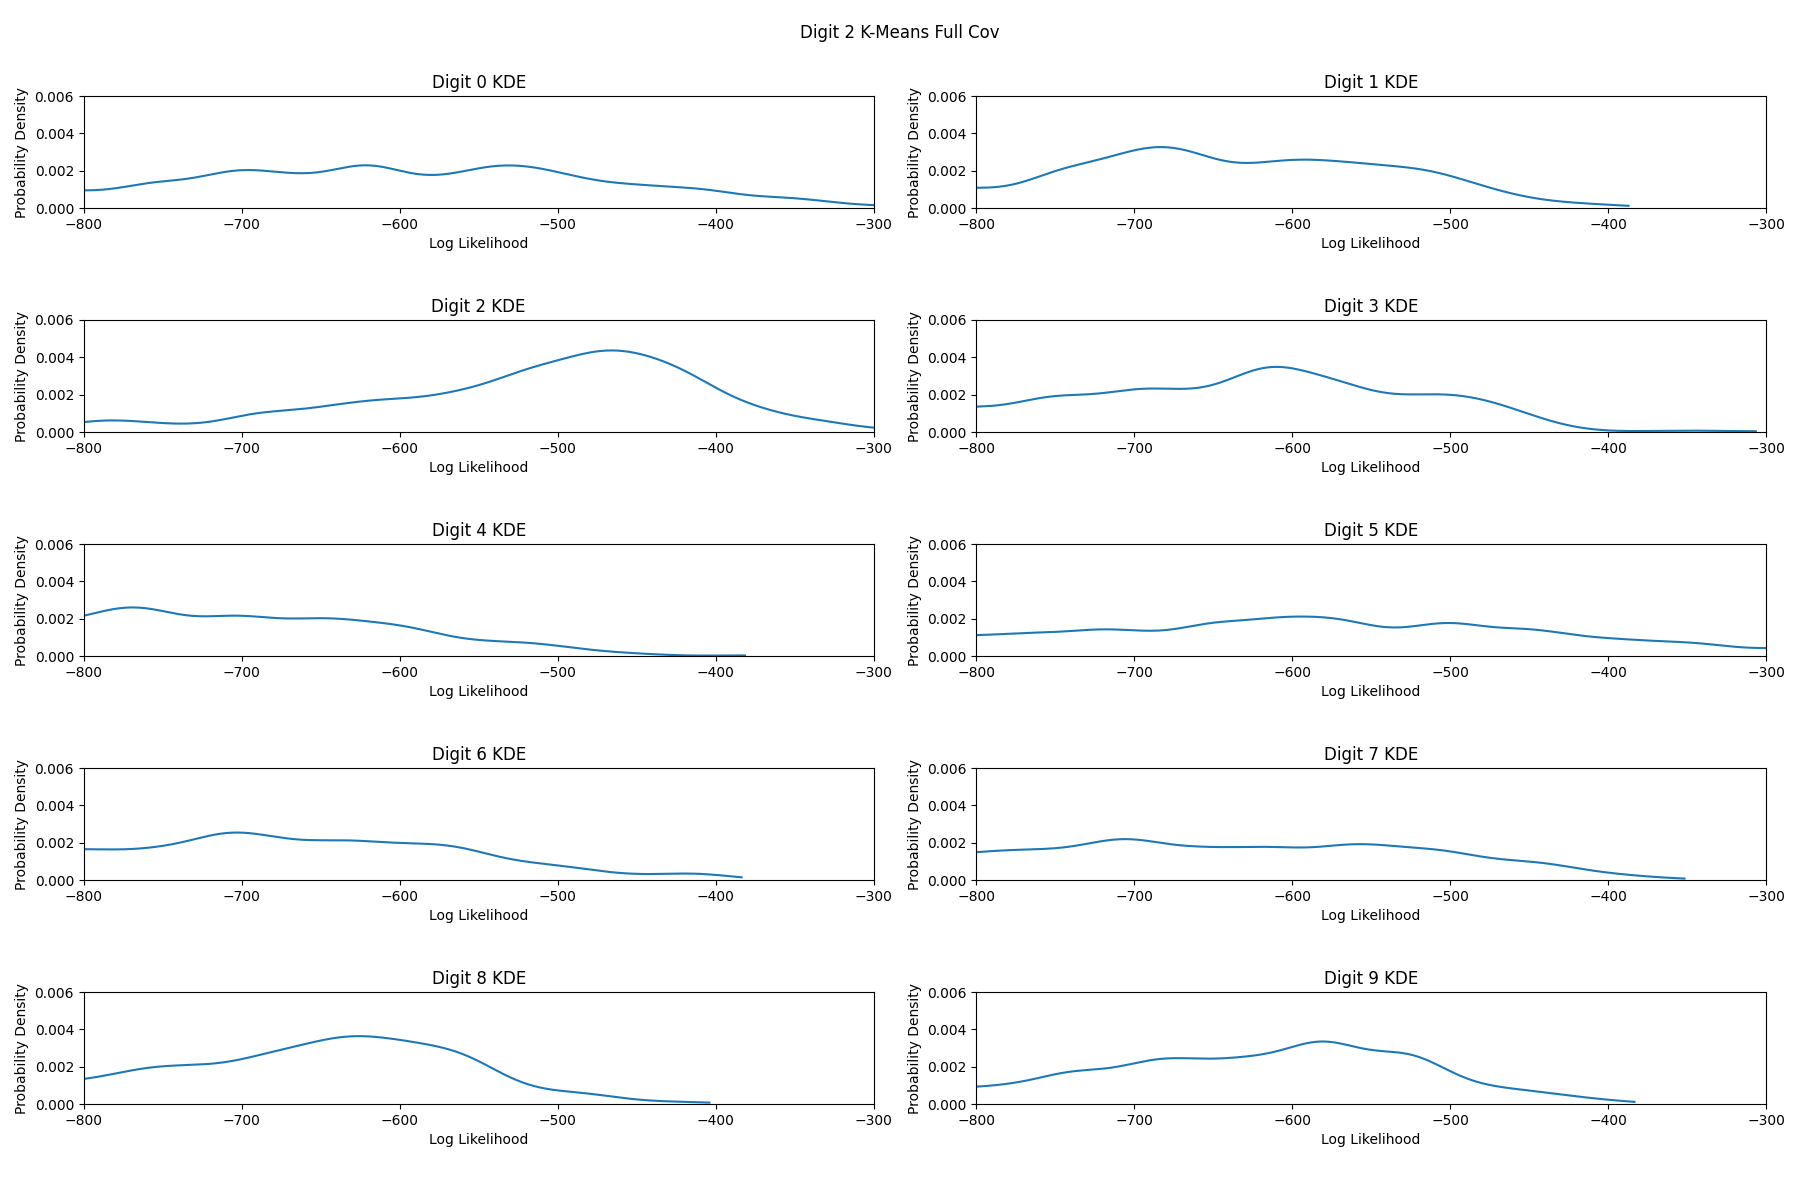 Digit 2 K-Means Full Cov
Digit 0 KDE
Probability Density
0.006
0.004
0.002
0.000
−800 −700 −600 −500 −400 −300
Log Likelihood
Digit 1 KDE
Probability Density
0.006
0.004
0.002
0.000
−800 −700 −600 −500 −400 −300
Log Likelihood
Digit 2 KDE
Probability Density
0.006
0.004
0.002
0.000
−800 −700 −600 −500 −400 −300
Log Likelihood
Digit 3 KDE
Probability Density
0.006
0.004
0.002
0.000
−800 −700 −600 −500 −400 −300
Log Likelihood
Digit 4 KDE
Probability Density
0.006
0.004
0.002
0.000
−800 −700 −600 −500 −400 −300
Log Likelihood
Digit 5 KDE
Probability Density
0.006
0.004
0.002
0.000
−800 −700 −600 −500 −400 −300
Log Likelihood
Digit 6 KDE
Probability Density
0.006
0.004
0.002
0.000
−800 −700 −600 −500 −400 −300
Log Likelihood
Digit 7 KDE
Probability Density
0.006
0.004
0.002
0.000
−800 −700 −600 −500 −400 −300
Log Likelihood
Digit 8 KDE
Probability Density
0.006
0.004
0.002
0.000
−800 −700 −600 −500 −400 −300
Log Likelihood
Digit 9 KDE
Probability Density
0.006
0.004
0.002
0.000
−800 −700 −600 −500 −400 −300
Log Likelihood